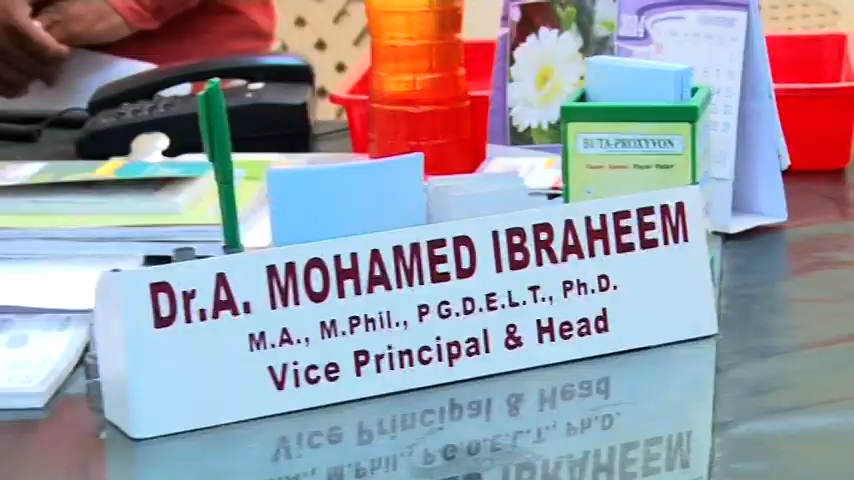 BUTA-PROXYVON
Dr.A. MOHAMED IBRAHEEM
M.A., M.Phil., P.G.D.E.L.T., Ph.D.
Vice Principal & Head